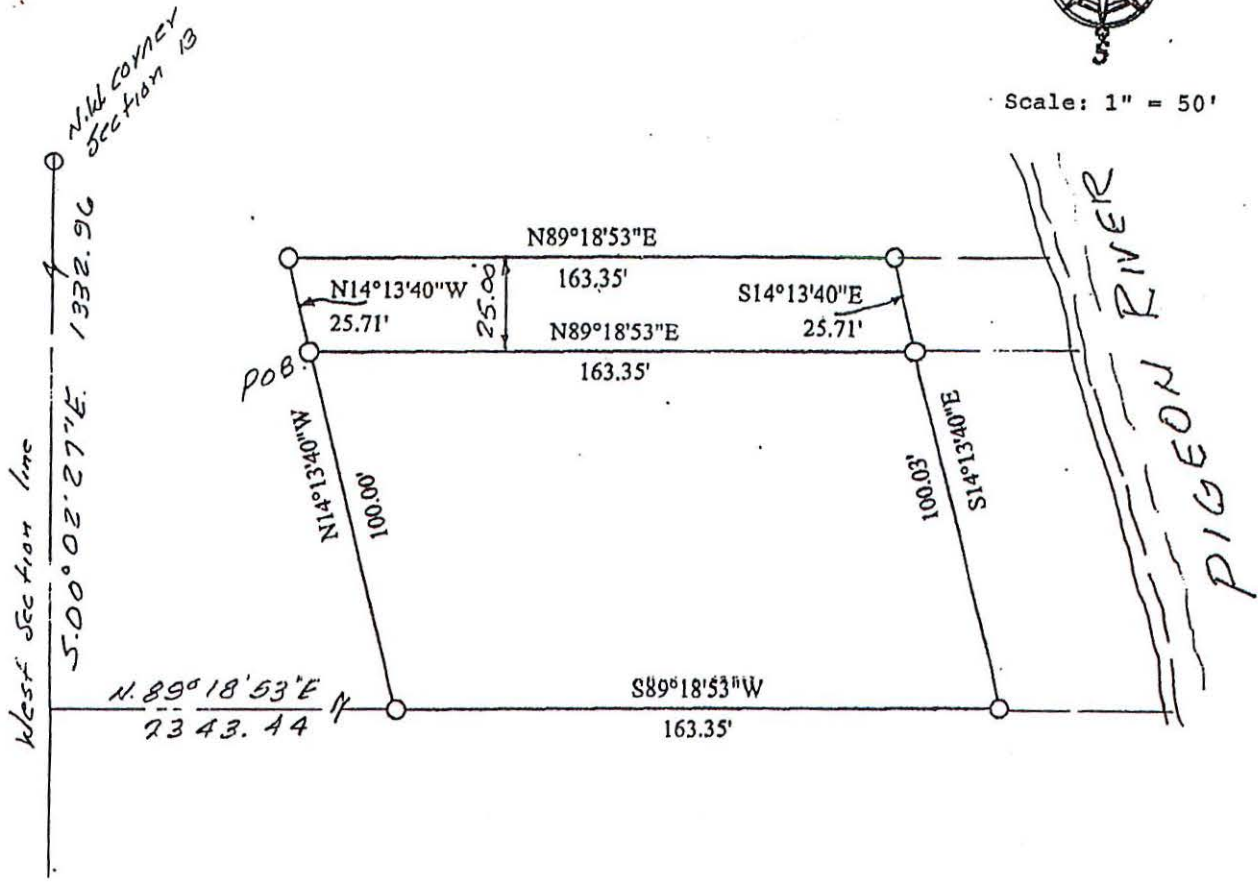 S
Scale: 1" = 50'
N.W. Corner
Section 13
S.00°02'27"E. 1332.96
West Section line
N89°18'53"E
163.35'
N14°13'40"W
25.71'
25.00'
S14°13'40"E
25.71'
N89°18'53"E
163.35'
POB.
N14°13'40"W
100.00'
100.03'
S14°13'40"E
PIGEON RIVER
N.89°18'53"E
2343.44
S89°18'53"W
163.35'